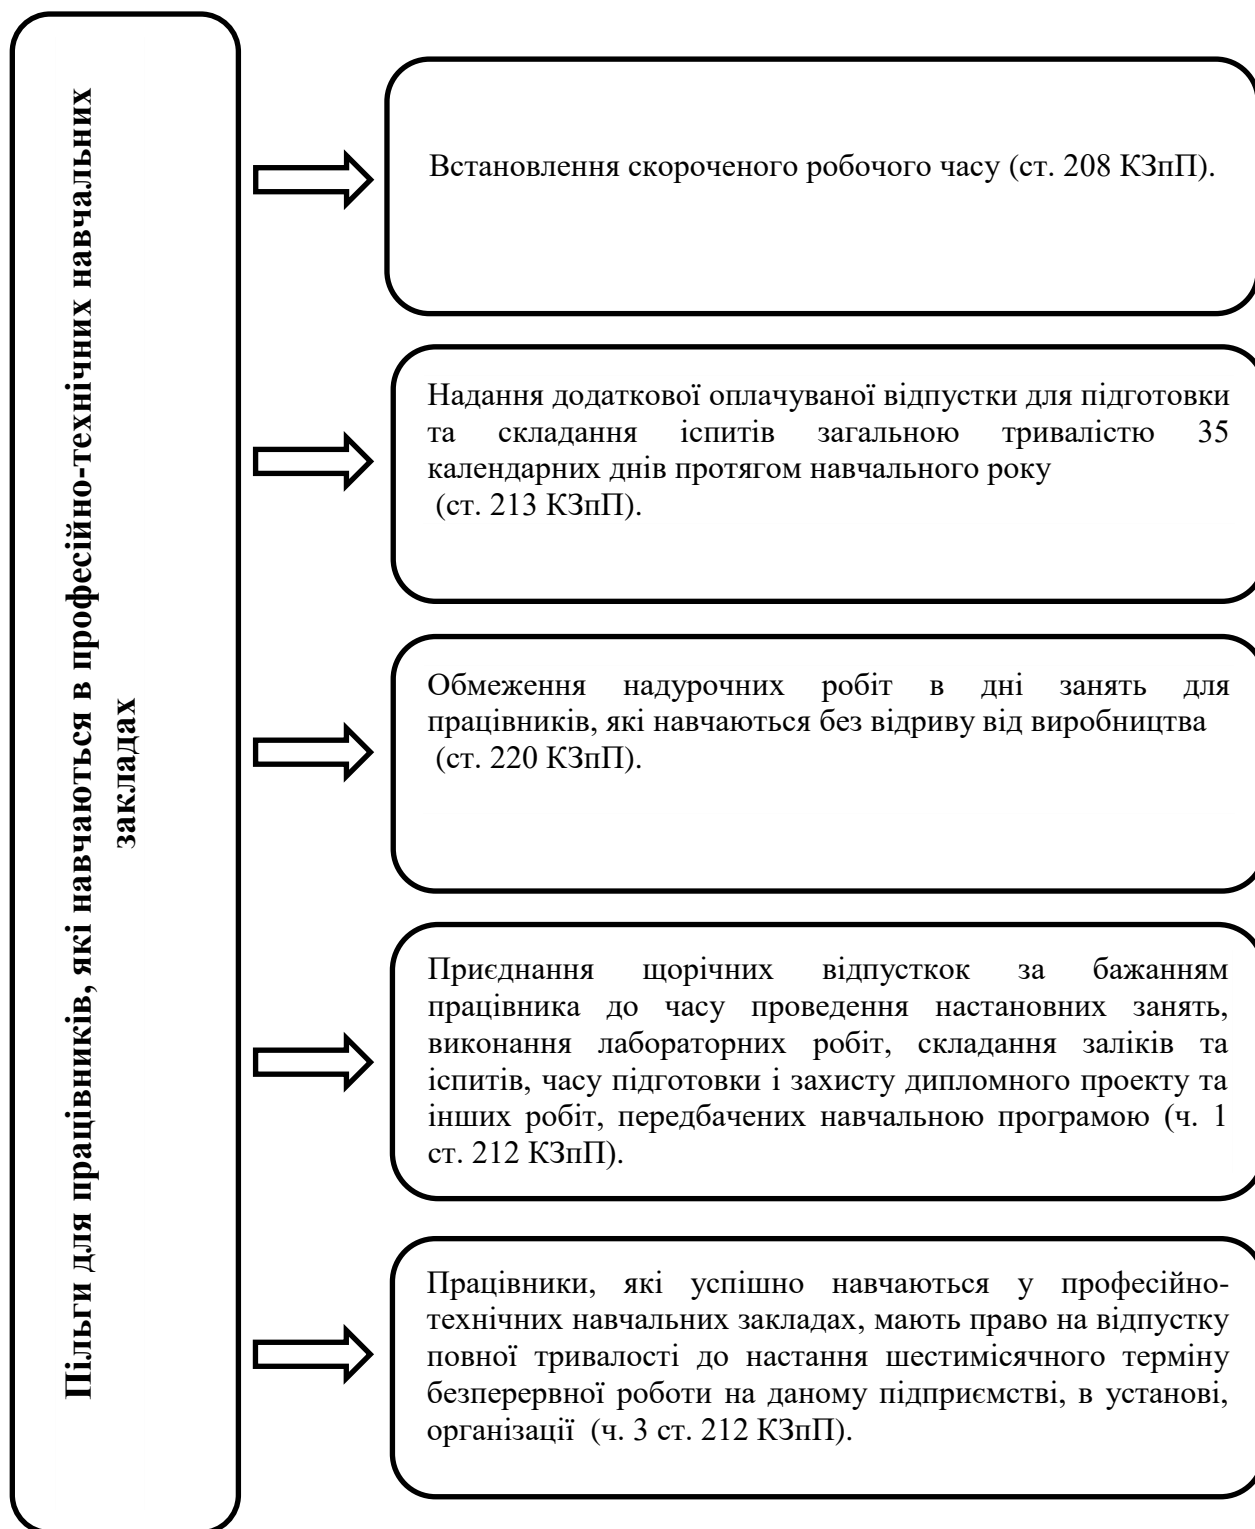 Пільги для працівників, які навчаються в професійно-технічних навчальних
закладах
Встановлення скороченого робочого часу (ст. 208 КЗпП).
Надання додаткової оплачуваної відпустки для підготовки
та складання іспитів загальною тривалістю 35
календарних днів протягом навчального року
(ст. 213 КЗпП).
Обмеження надурочних робіт в дні занять для
працівників, які навчаються без відриву від виробництва
(ст. 220 КЗпП).
Приєднання щорічних відпусткок за бажанням
працівника до часу проведення настановних занять,
виконання лабораторних робіт, складання заліків та
іспитів, часу підготовки і захисту дипломного проекту та
інших робіт, передбачених навчальною програмою (ч. 1
ст. 212 КЗпП).
Працівники, які успішно навчаються у професійно-
технічних навчальних закладах, мають право на відпустку
повної тривалості до настання шестимісячного терміну
безперервної роботи на даному підприємстві, в установі,
організації (ч. 3 ст. 212 КЗпП).